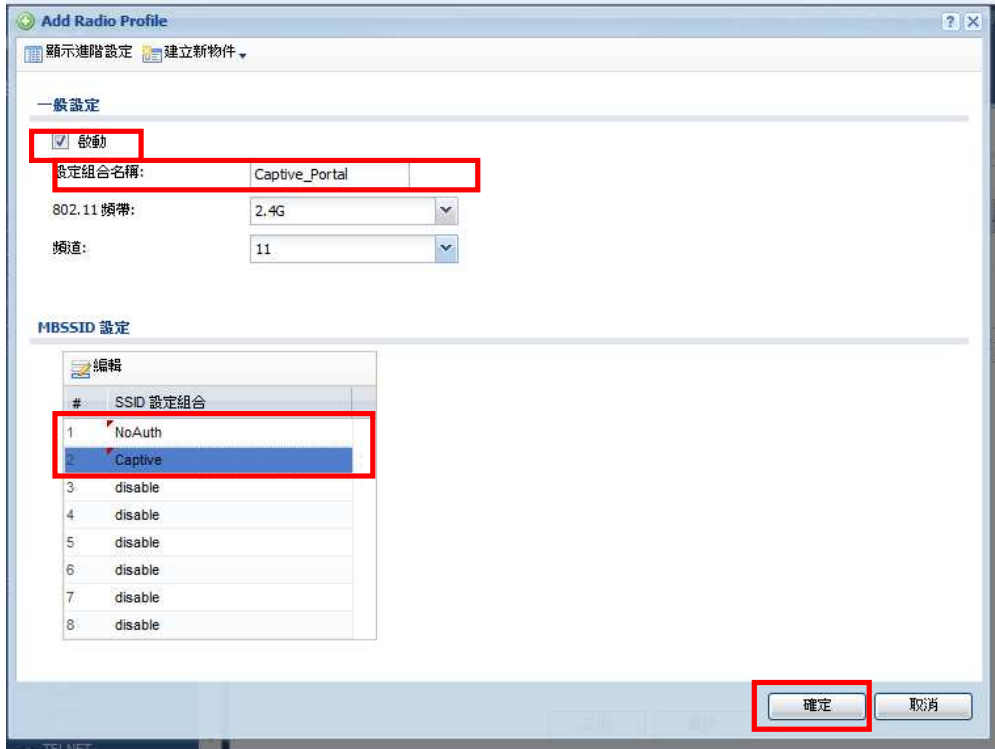 Add Radio Profile
顯示進階設定 建立新物件
一般設定
啟動
設定組合名稱: Captive_Portal
802.11 頻帶: 2.4G
頻道: 11
MBSSID 設定
編輯
# SSID 設定組合
1 NoAuth
2 Captive
3 disable
4 disable
5 disable
6 disable
7 disable
8 disable
確定 取消
TELNET